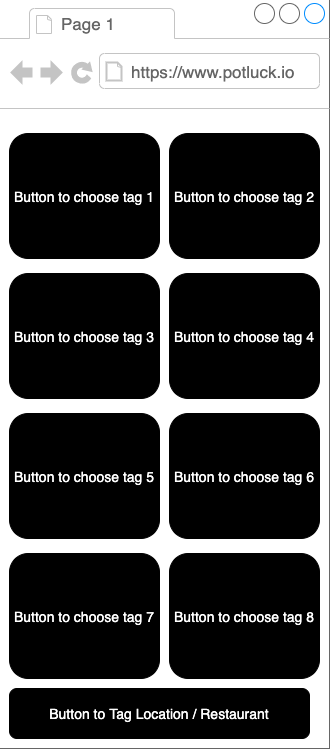 Page 1
https://www.potluck.io
Button to choose tag 1
Button to choose tag 2
Button to choose tag 3
Button to choose tag 4
Button to choose tag 5
Button to choose tag 6
Button to choose tag 7
Button to choose tag 8
Button to Tag Location / Restaurant